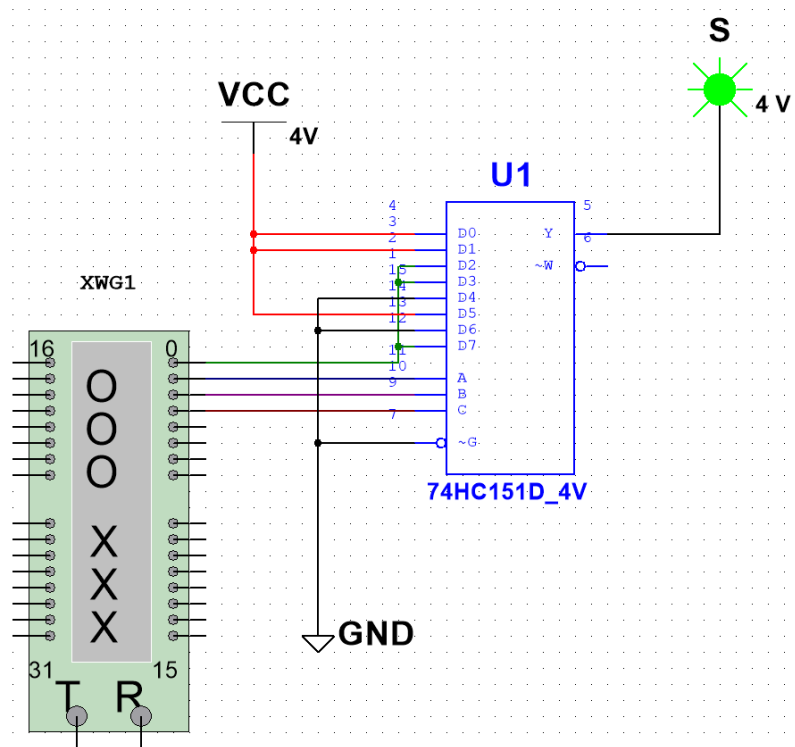 S
4 V
VCC
4V
U1
4
3
2
1
15
14
13
12
11
10
9
7
D0
D1
D2
D3
D4
D5
D6
D7
A
B
C
~G
Y
~W
5
6
74HC151D_4V
XWG1
16
0
O
O
O
X
X
X
31
15
T
R
GND